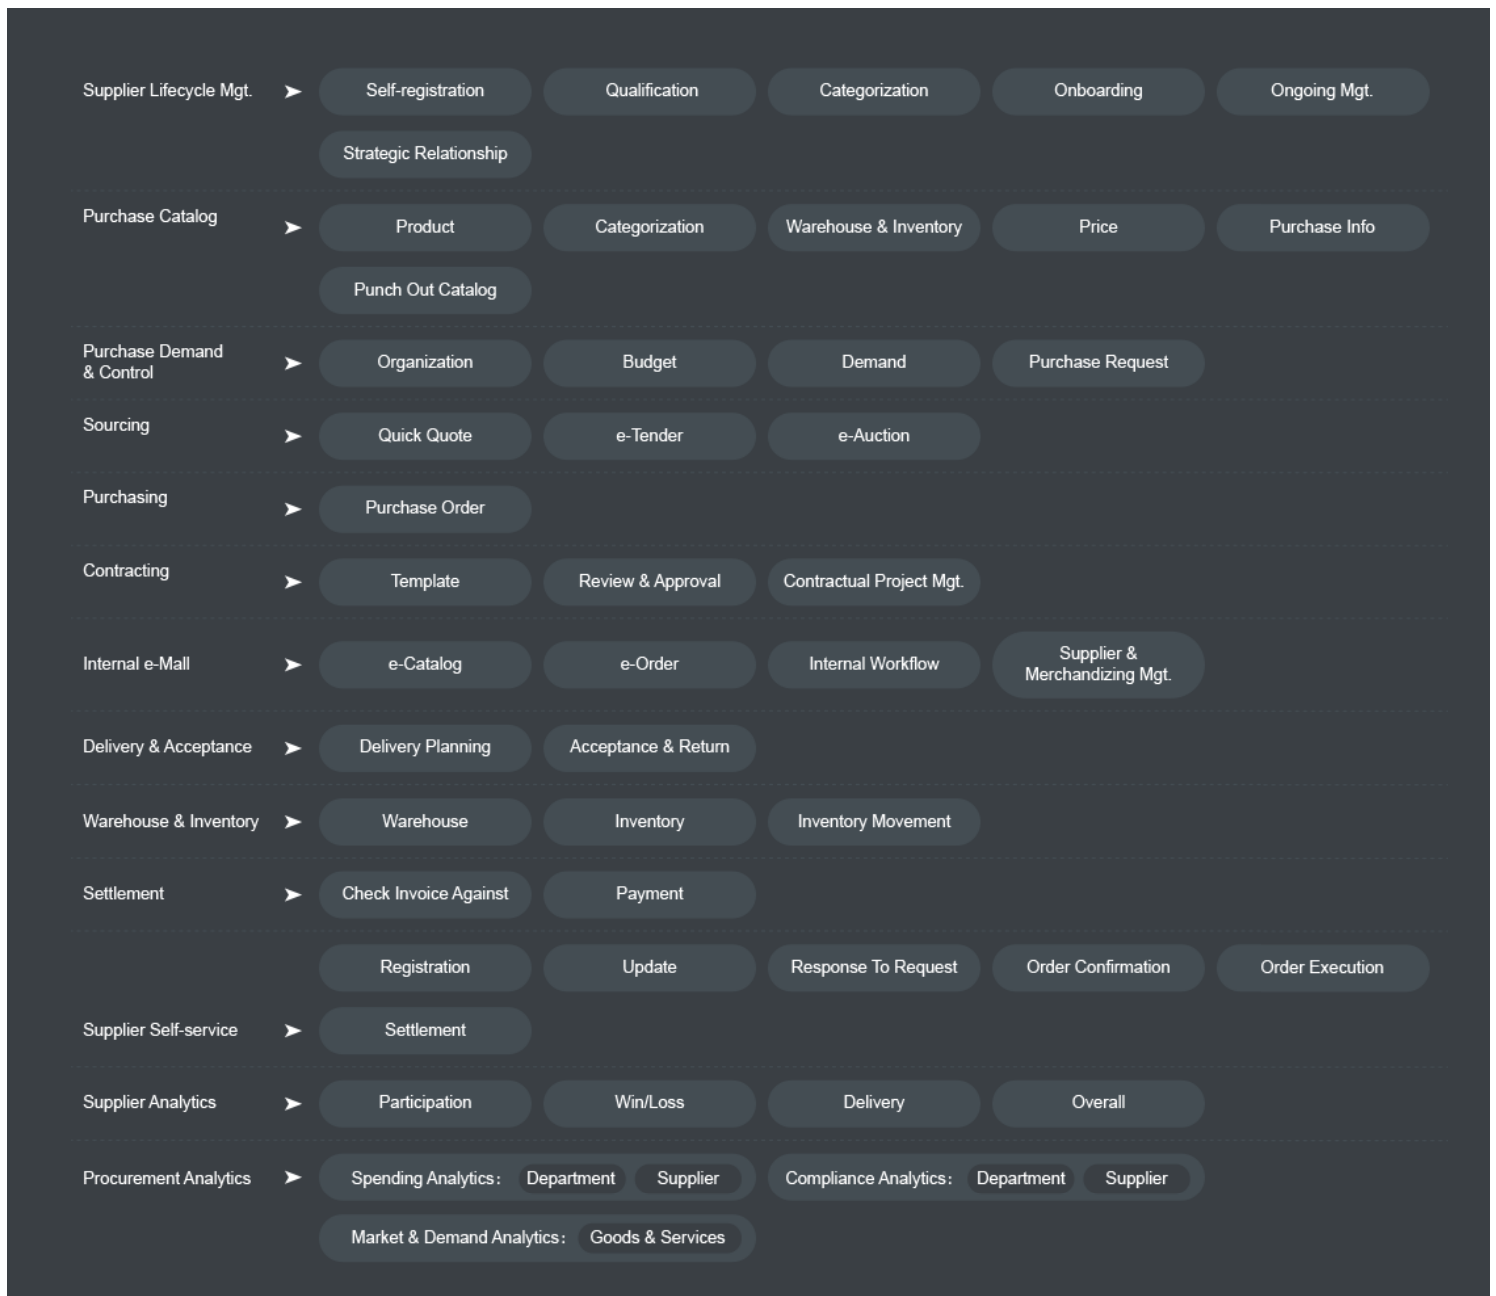 Supplier Lifecycle Mgt.
Self-registration
Qualification
Categorization
Onboarding
Ongoing Mgt.
Strategic Relationship
Purchase Catalog
Product
Categorization
Warehouse & Inventory
Price
Purchase Info
Punch Out Catalog
Purchase Demand
& Control
Organization
Budget
Demand
Purchase Request
Sourcing
Quick Quote
e-Tender
e-Auction
Purchasing
Purchase Order
Contracting
Template
Review & Approval
Contractual Project Mgt.
Internal e-Mall
e-Catalog
e-Order
Internal Workflow
Supplier &
Merchandizing Mgt.
Delivery & Acceptance
Delivery Planning
Acceptance & Return
Warehouse & Inventory
Warehouse
Inventory
Inventory Movement
Settlement
Check Invoice Against
Payment
Registration
Update
Response To Request
Order Confirmation
Order Execution
Supplier Self-service
Settlement
Supplier Analytics
Participation
Win/Loss
Delivery
Overall
Procurement Analytics
Spending Analytics: Department Supplier
Compliance Analytics: Department Supplier
Market & Demand Analytics: Goods & Services